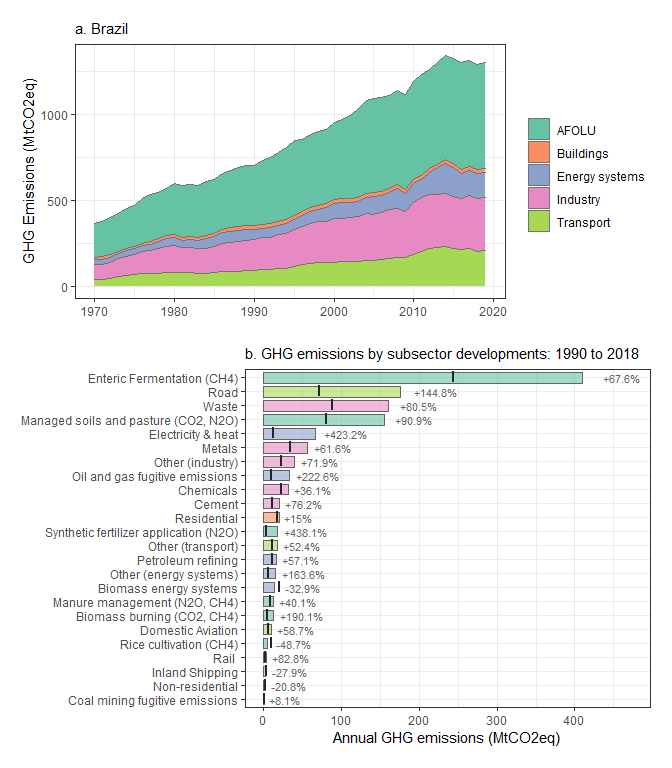 a. Brazil
GHG Emissions (MtCO2eq)
1000
500
0
1970
1980
1990
2000
2010
2020
AFOLU
Buildings
Energy systems
Industry
Transport
b. GHG emissions by subsector developments: 1990 to 2018
Enteric Fermentation (CH4) +67.6%
Road +144.8%
Waste +80.5%
Managed soils and pasture (CO2, N2O) +90.9%
Electricity & heat +423.2%
Metals +61.6%
Other (industry) +71.9%
Oil and gas fugitive emissions +222.6%
Chemicals +36.1%
Cement +76.2%
Residential +15%
Synthetic fertilizer application (N2O) +438.1%
Other (transport) +52.4%
Petroleum refining +57.1%
Other (energy systems) +163.6%
Biomass energy systems -32.9%
Manure management (N2O, CH4) +40.1%
Biomass burning (CO2, CH4) +190.1%
Domestic Aviation +58.7%
Rice cultivation (CH4) -48.7%
Rail +82.8%
Inland Shipping -27.9%
Non-residential -20.8%
Coal mining fugitive emissions +8.1%
0 100 200 300 400
Annual GHG emissions (MtCO2eq)